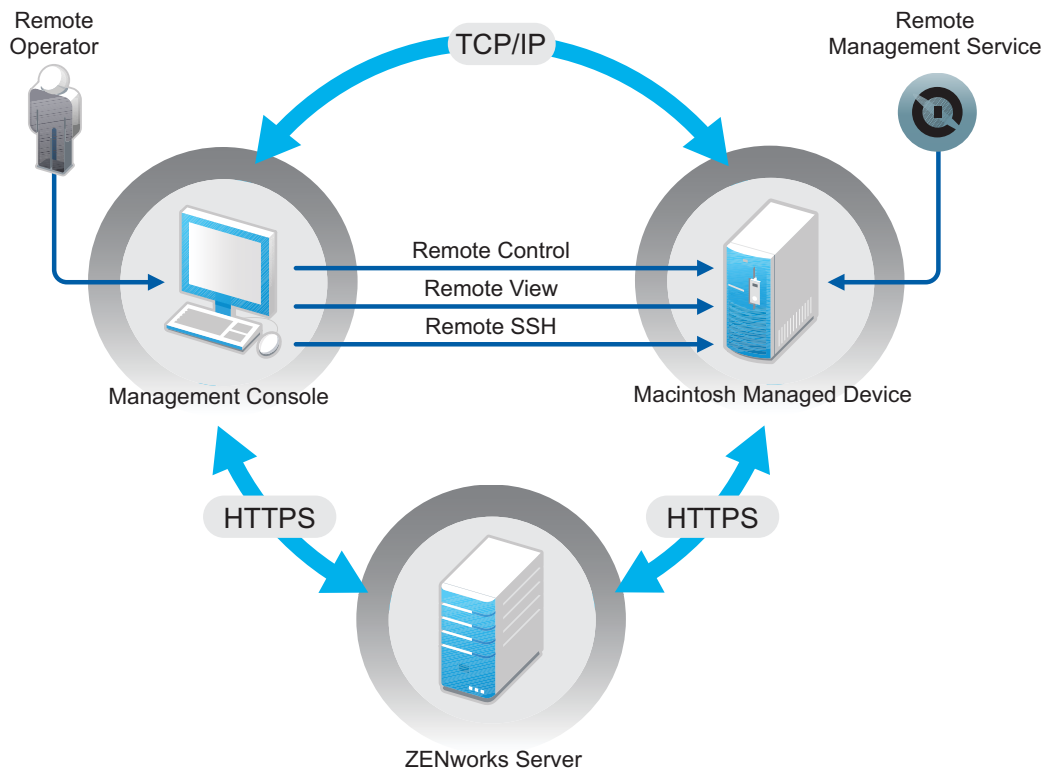 Remote
Operator
TCP/IP
Remote
Management Service
Remote Control
Remote View
Remote SSH
Management Console
Macintosh Managed Device
HTTPS
HTTPS
ZENworks Server